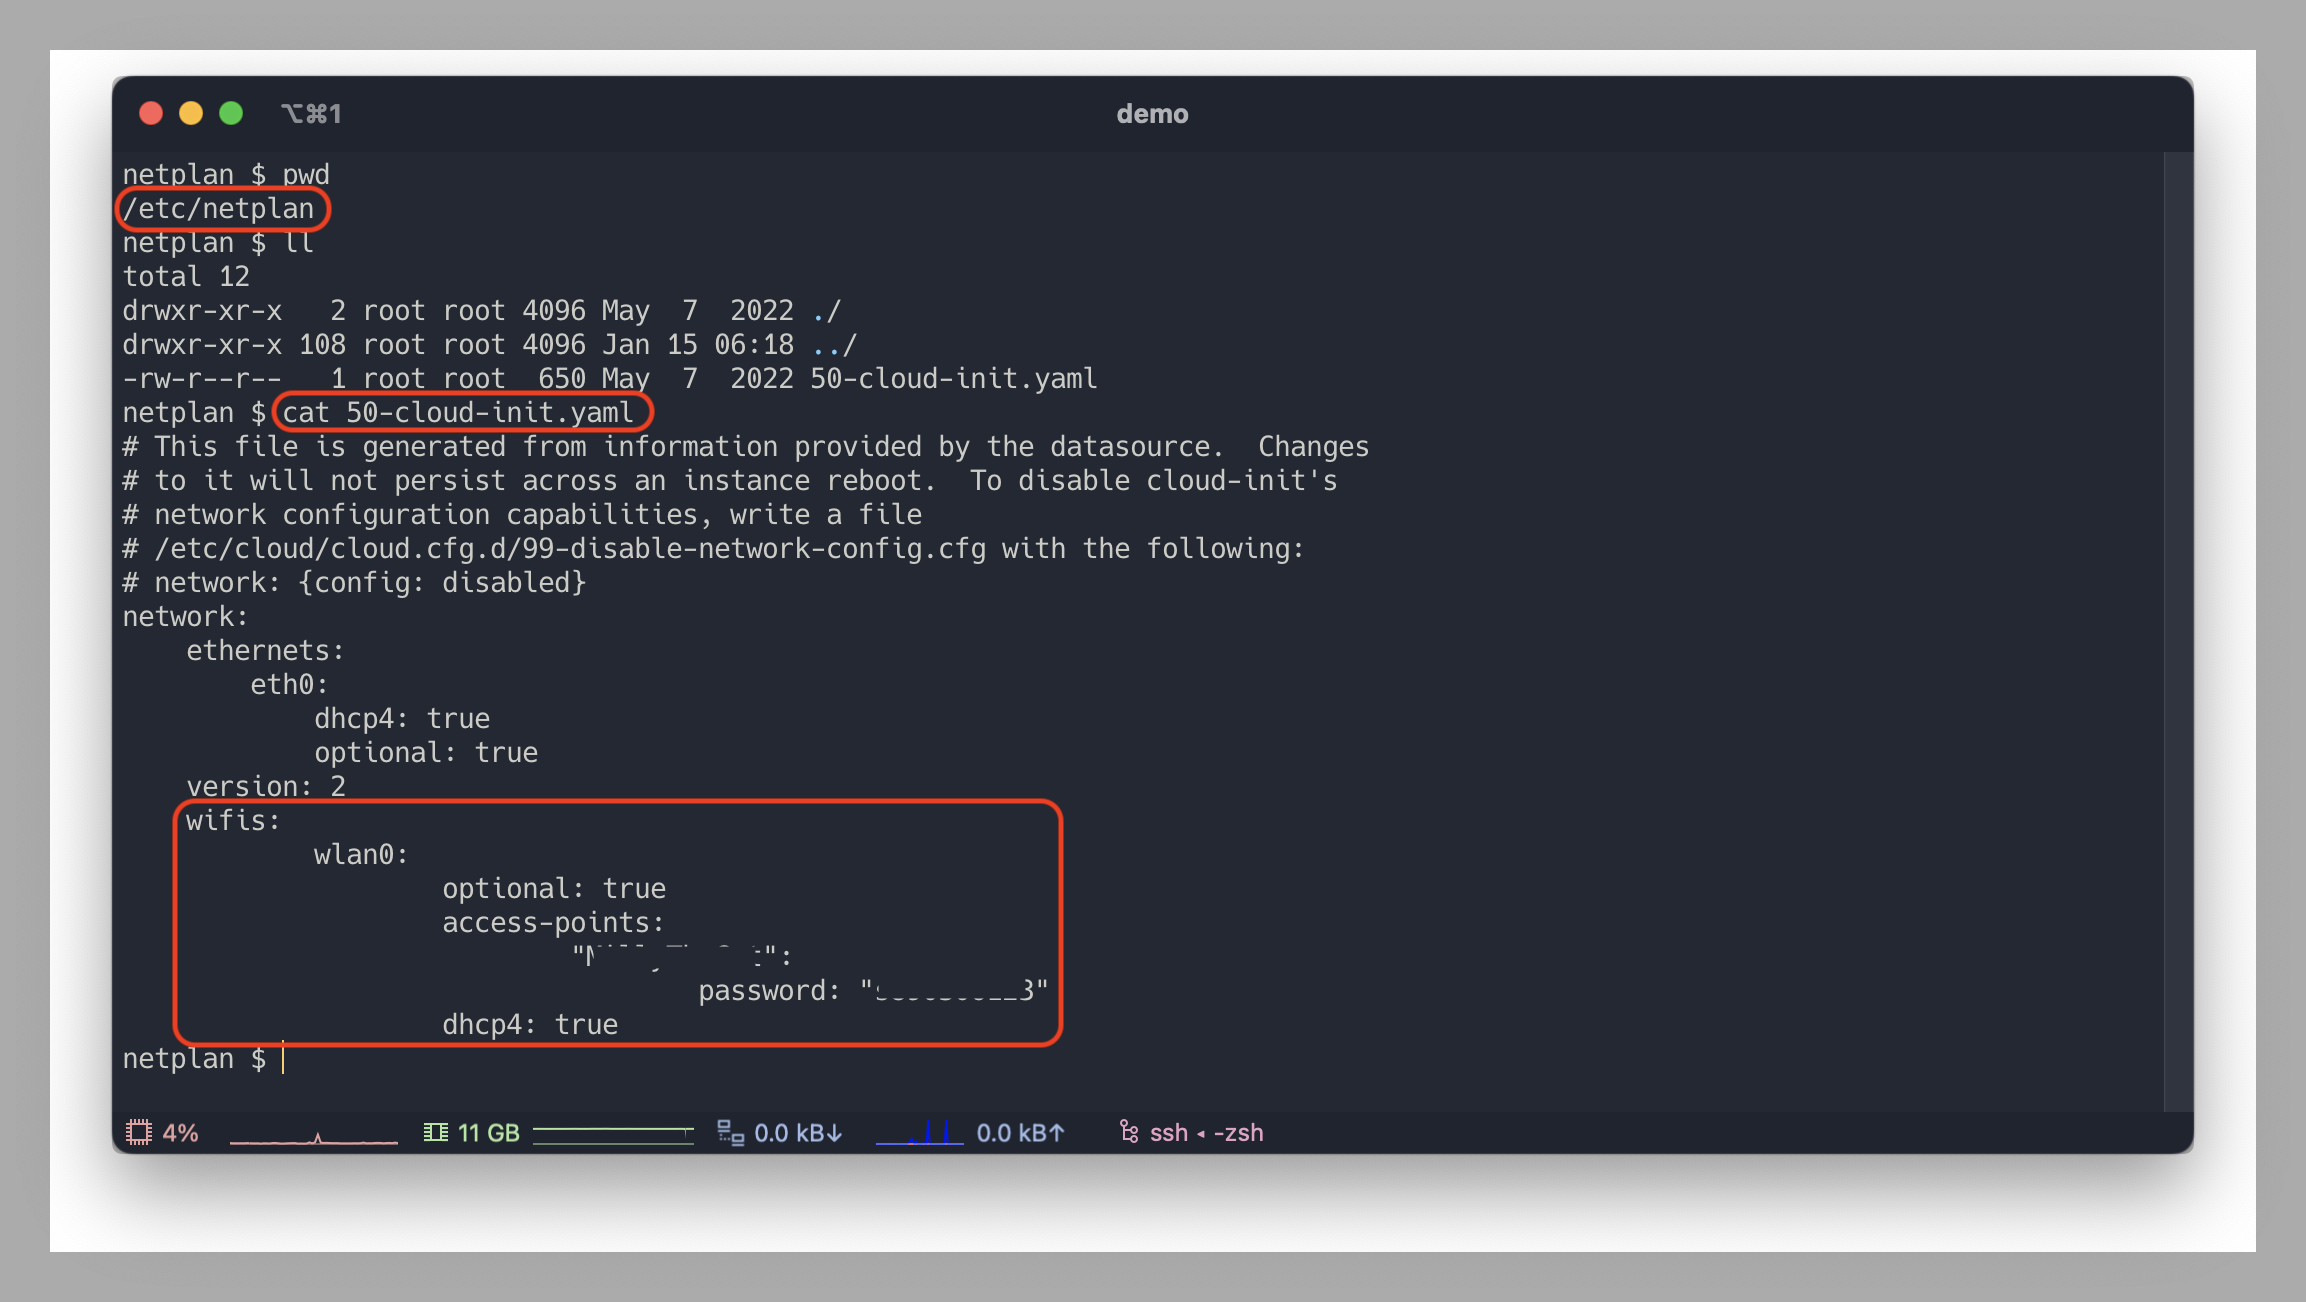 ⌥⌘1
demo
netplan $ pwd
/etc/netplan
netplan $ ll
total 12
drwxr-xr-x   2 root root 4096 May  7  2022 ./
drwxr-xr-x 108 root root 4096 Jan 15 06:18 ../
-rw-r--r--   1 root root  650 May  7  2022 50-cloud-init.yaml
netplan $ cat 50-cloud-init.yaml
# This file is generated from information provided by the datasource.  Changes
# to it will not persist across an instance reboot.  To disable cloud-init's
# network configuration capabilities, write a file
# /etc/cloud/cloud.cfg.d/99-disable-network-config.cfg with the following:
# network: {config: disabled}
network:
    ethernets:
        eth0:
            dhcp4: true
            optional: true
    version: 2
    wifis:
            wlan0:
                    optional: true
                    access-points:
                                    password:
                    dhcp4: true
netplan $
4% 11 GB 0.0 kB↓ 0.0 kB↑ ssh ◂ -zsh